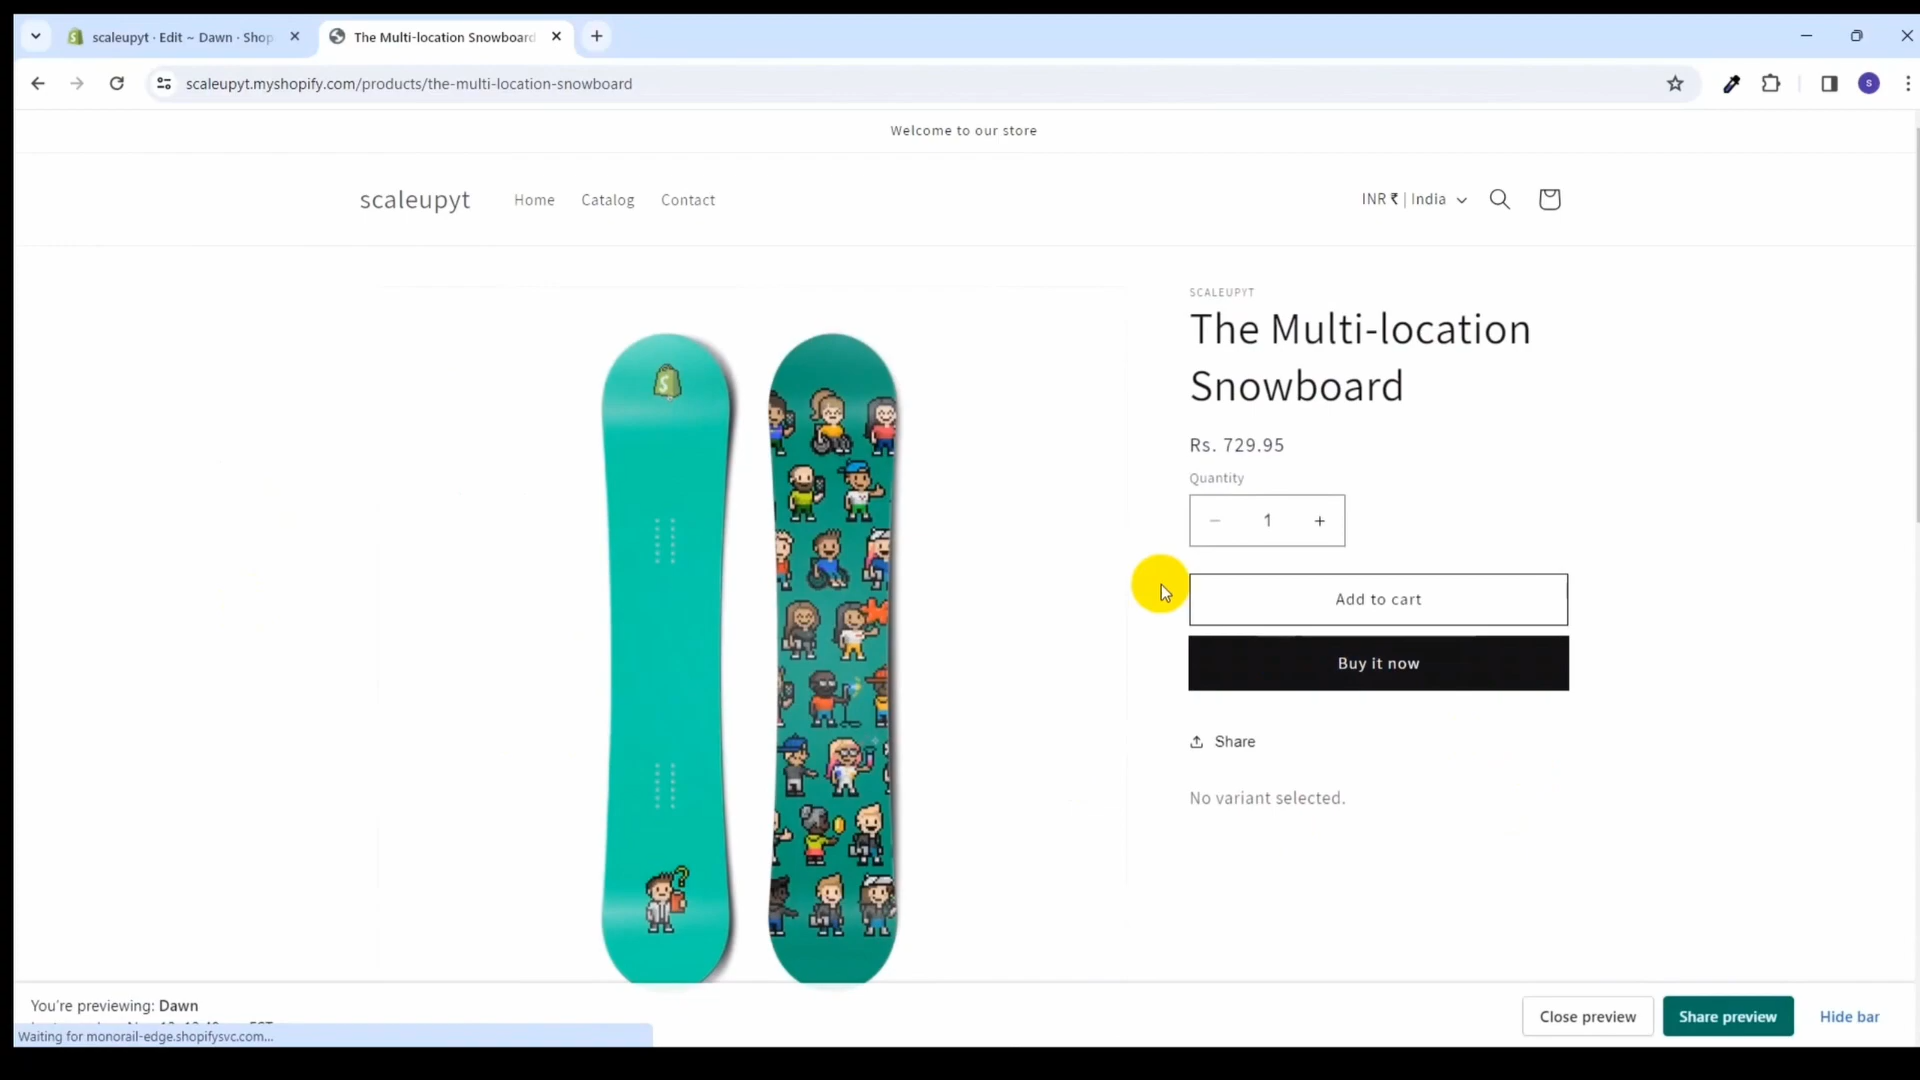 scaleupyt · Edit ~ Dawn · Shop
The Multi-location Snowboard
scaleupyt.myshopify.com/products/the-multi-location-snowboard
S
Welcome to our store
scaleupyt
Home
Catalog
Contact
INR ₹ | India
SCALEUPYT
The Multi-location
Snowboard
Rs. 729.95
Quantity
1
Add to cart
Buy it now
Share
No variant selected.
You're previewing: Dawn
Waiting for monorail-edge.shopifysvc.com...
Close preview
Share preview
Hide bar